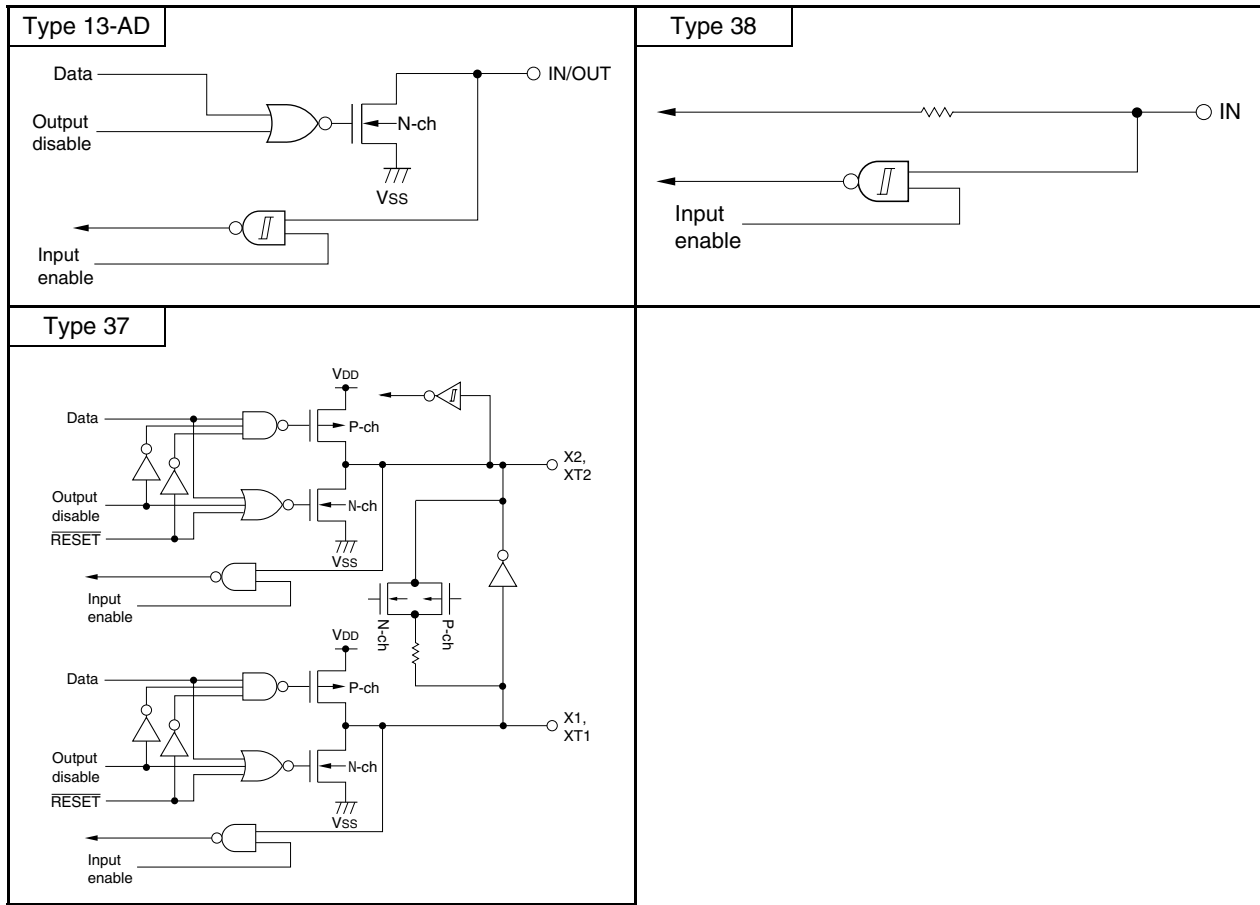 Type 13-AD
Data
IN/OUT
Output
disable
N-ch
VSS
Input
enable
Type 38
IN
Input
enable
Type 37
VDD
Data
P-ch
X2,
XT2
Output
disable
N-ch
RESET
VSS
Input
enable
N-ch
P-ch
VDD
Data
P-ch
X1,
XT1
Output
disable
N-ch
RESET
VSS
Input
enable